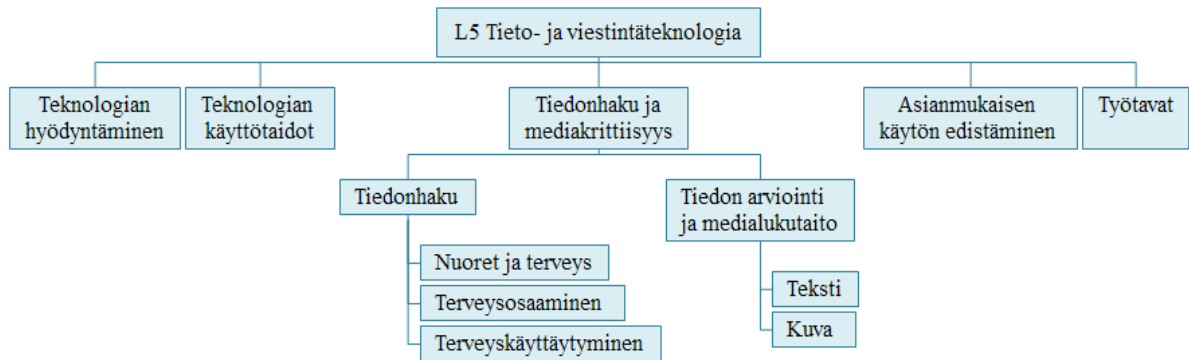 L5 Tieto- ja viestintäteknologia
Teknologian
hyödyntäminen
Teknologian
käyttötaidot
Tiedonhaku ja
mediakriittisyys
Asianmukaisen
käytön edistäminen
Työtavat
Tiedonhaku
Tiedon arviointi
ja medialukutaito
Nuoret ja terveys
Terveysosaaminen
Terveyskäyttäytyminen
Teksti
Kuva